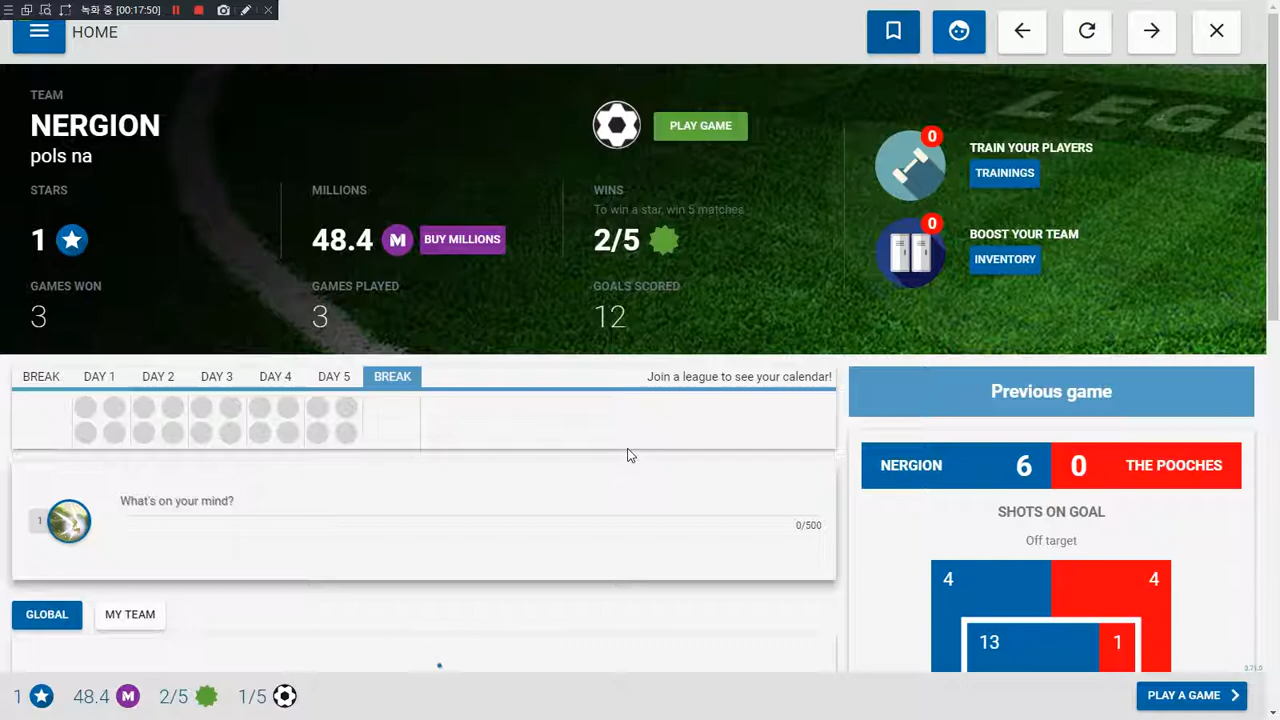 녹화 중 [00:17:50]
HOME
LEGE
TEAM
NERGION
pols na
PLAY GAME
STARS
MILLIONS
WINS
To win a star, win 5 matches
1
48.4 M BUY MILLIONS
2/5
GAMES WON
GAMES PLAYED
GOALS SCORED
3
3
12
0
TRAIN YOUR PLAYERS
TRAININGS
0
BOOST YOUR TEAM
INVENTORY
BREAK DAY 1 DAY 2 DAY 3 DAY 4 DAY 5 BREAK
Join a league to see your calendar!
Previous game
NERGION 6 0 THE POOCHES
SHOTS ON GOAL
Off target
4 4
13 1
1
What's on your mind?
0/500
GLOBAL MY TEAM
3.71.0
1 48.4 M 2/5 1/5
PLAY A GAME